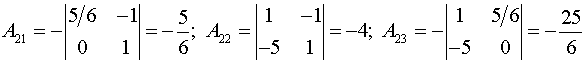 A₂₁ = −|5/6 −1; 0 1| = −5/6; A₂₂ = |1 −1; −5 1| = −4; A₂₃ = −|1 5/6; −5 0| = −25/6